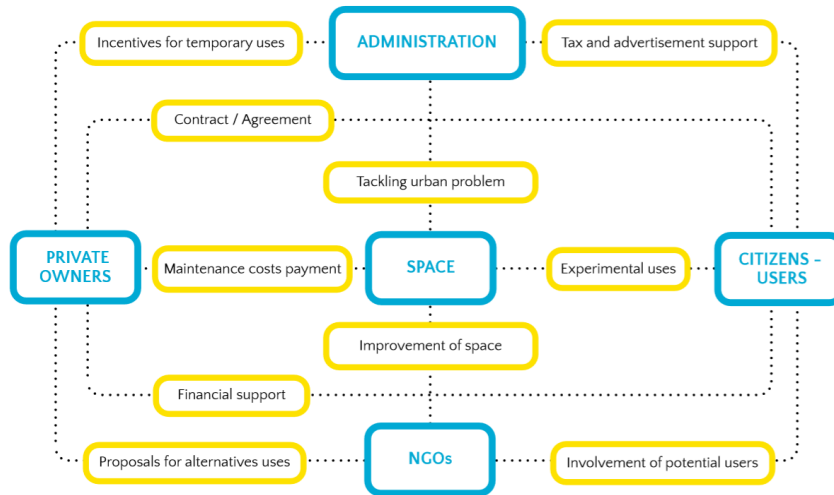 Incentives for temporary uses
ADMINISTRATION
Tax and advertisement support
Contract / Agreement
Tackling urban problem
PRIVATE
OWNERS
Maintenance costs payment
SPACE
Experimental uses
CITIZENS –
USERS
Improvement of space
Financial support
Proposals for alternatives uses
NGOs
Involvement of potential users